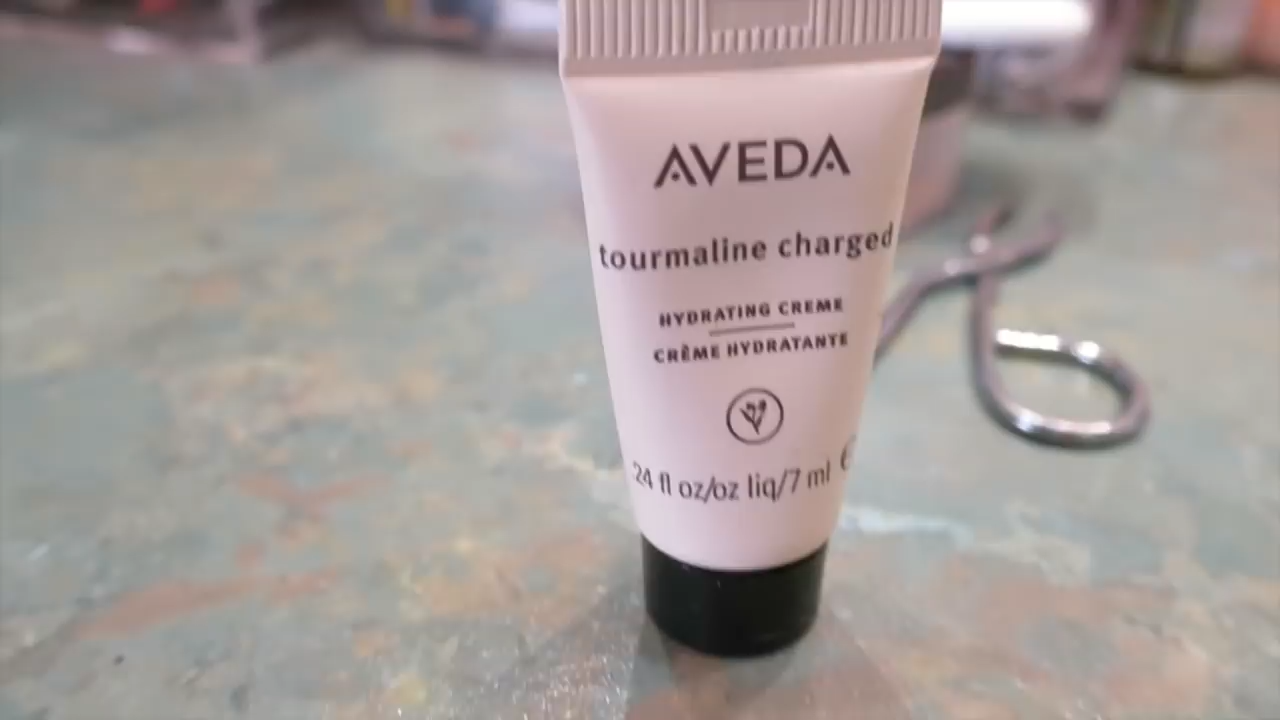 AVEDA
tourmaline charged
HYDRATING CREME
CRÈME HYDRATANTE
.24 fl oz/oz liq/7 ml e